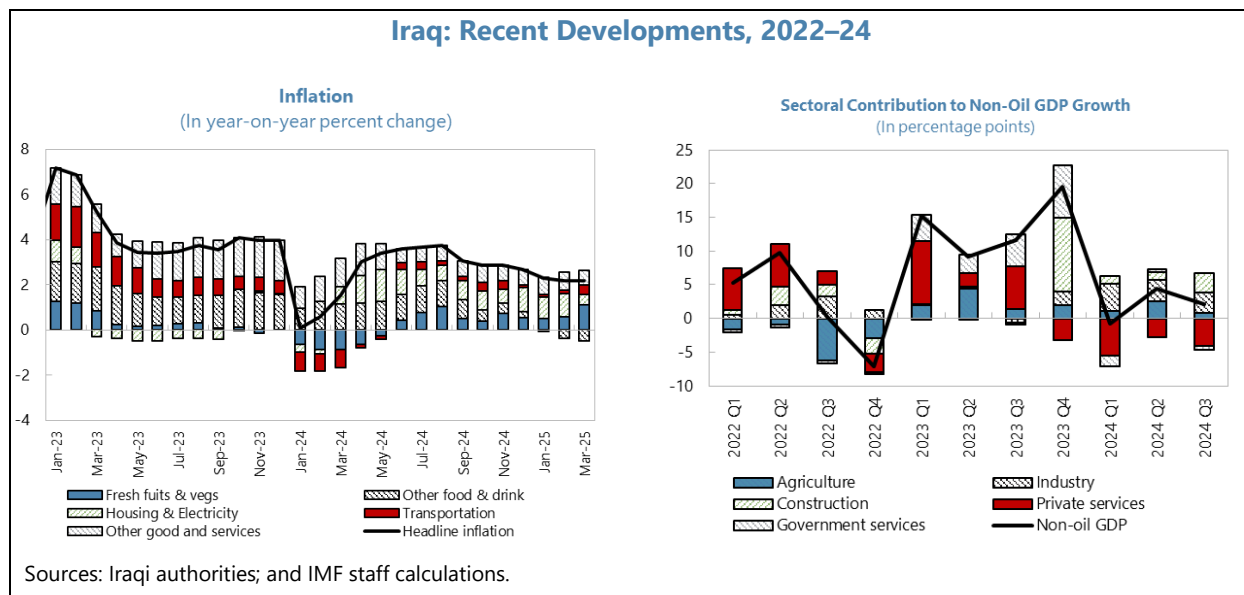 Iraq: Recent Developments, 2022–24
Inflation
(In year-on-year percent change)
8
6
4
2
0
-2
-4
Jan-23
Mar-23
May-23
Jul-23
Sep-23
Nov-23
Jan-24
Mar-24
May-24
Jul-24
Sep-24
Nov-24
Jan-25
Mar-25
Fresh fuits & vegs
Other food & drink
Housing & Electricity
Transportation
Other good and services
Headline inflation
Sectoral Contribution to Non-Oil GDP Growth
(In percentage points)
25
20
15
10
5
0
-5
-10
2022 Q1
2022 Q2
2022 Q3
2022 Q4
2023 Q1
2023 Q2
2023 Q3
2023 Q4
2024 Q1
2024 Q2
2024 Q3
Agriculture
Industry
Construction
Private services
Government services
Non-oil GDP
Sources: Iraqi authorities; and IMF staff calculations.